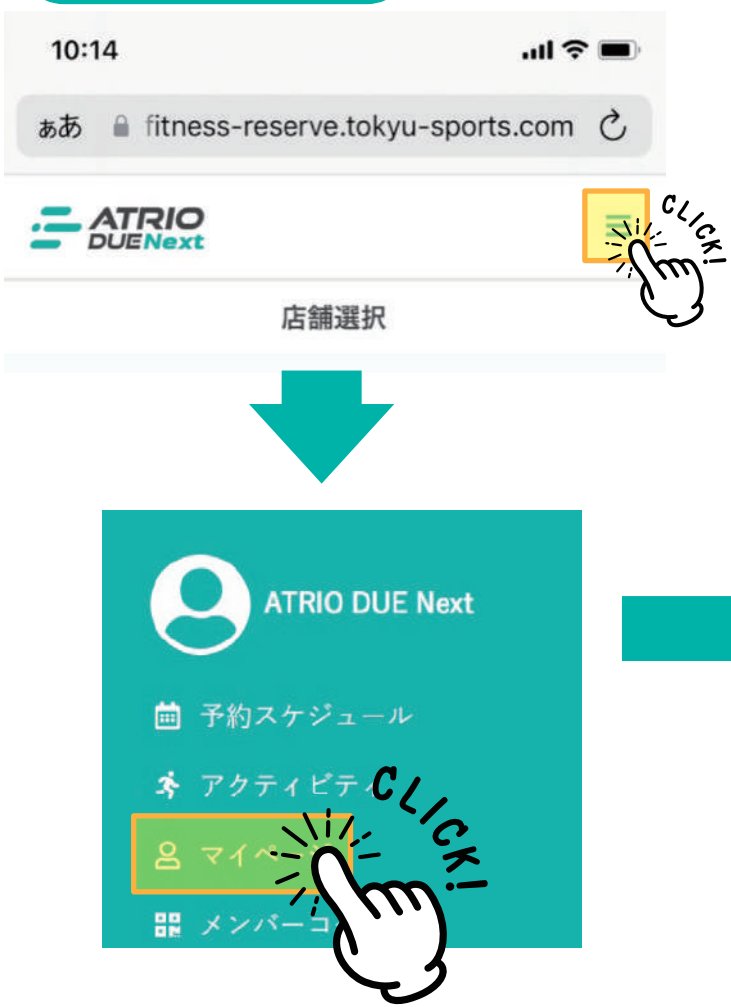 10:14
ぁあ fitness-reserve.tokyu-sports.com
ATRIO
DUENext
CLICK!
店舗選択
ATRIO DUE Next
予約スケジュール
アクティビティ
CLICK!
マイペ
メンバーコ